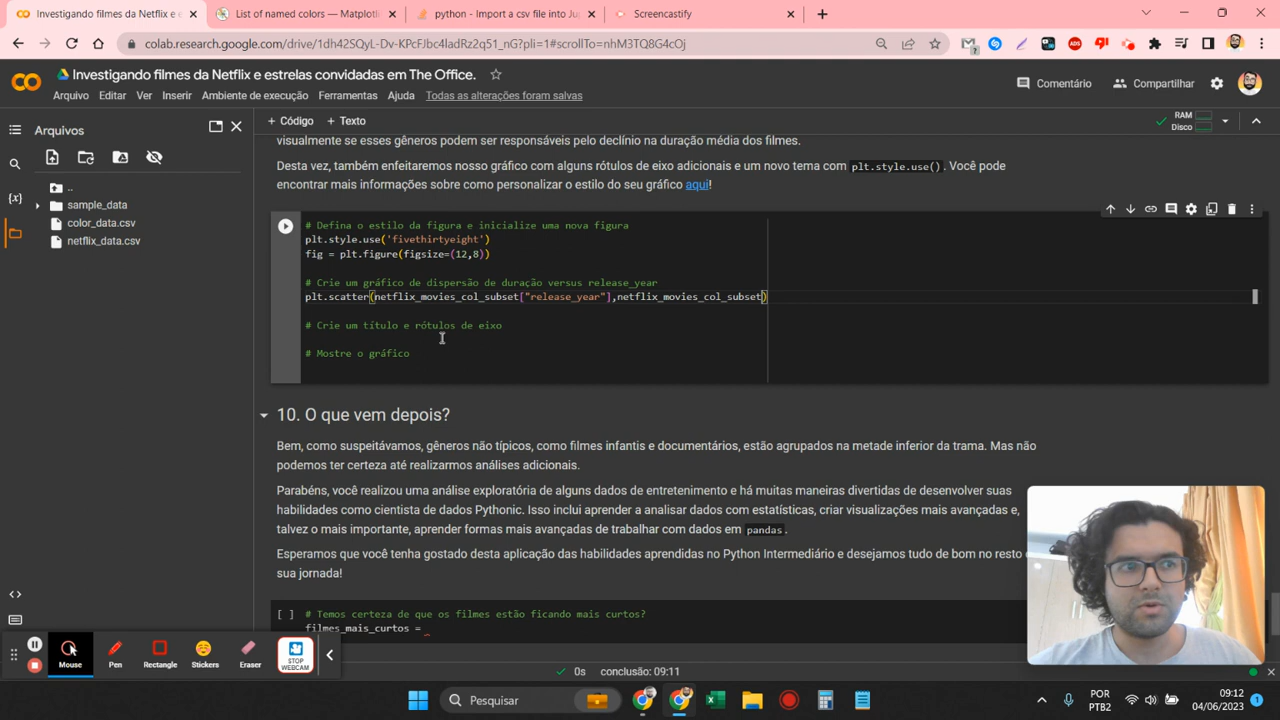 Investigando filmes da Netflix e e
List of named colors — Matplotli
python - Import a csv file into Ju
Screencastify
colab.research.google.com/drive/1dh42SQyL-Dv-KPcFJbc4ladRz2r51_nG?pli=1#scrollTo=nhM3TQ8G4cOj
Investigando filmes da Netflix e estrelas convidadas em The Office.
Comentário
Compartilhar
Arquivo Editar Ver Inserir Ambiente de execução Ferramentas Ajuda Todas as alterações foram salvas
Arquivos
+ Código + Texto
RAM
Disco
..
sample_data
color_data.csv
netflix_data.csv
visualmente se esses gêneros podem ser responsáveis pelo declínio na duração média dos filmes.
Desta vez, também enfeitaremos nosso gráfico com alguns rótulos de eixo adicionais e um novo tema com plt.style.use(). Você pode
encontrar mais informações sobre como personalizar o estilo do seu gráfico aqui!
# Defina o estilo da figura e inicialize uma nova figura
plt.style.use('fivethirtyeight')
fig = plt.figure(figsize=(12,8))
# Crie um gráfico de dispersão de duração versus release_year
plt.scatter(netflix_movies_col_subset["release_year"],netflix_movies_col_subset)
# Crie um título e rótulos de eixo
# Mostre o gráfico
10. O que vem depois?
Bem, como suspeitávamos, gêneros não típicos, como filmes infantis e documentários, estão agrupados na metade inferior da trama. Mas não
podemos ter certeza até realizarmos análises adicionais.
Parabéns, você realizou uma análise exploratória de alguns dados de entretenimento e há muitas maneiras divertidas de desenvolver suas
habilidades como cientista de dados Pythonic. Isso inclui aprender a analisar dados com estatísticas, criar visualizações mais avançadas e,
talvez o mais importante, aprender formas mais avançadas de trabalhar com dados em pandas.
Esperamos que você tenha gostado desta aplicação das habilidades aprendidas no Python Intermediário e desejamos tudo de bom no resto
sua jornada!
[ ] # Temos certeza de que os filmes estão ficando mais curtos?
filmes_mais_curtos =
Mouse
Pen
Rectangle
Stickers
Eraser
STOP
WEBCAM
0s conclusão: 09:11
Pesquisar
POR
PTB2
09:12
04/06/2023
1